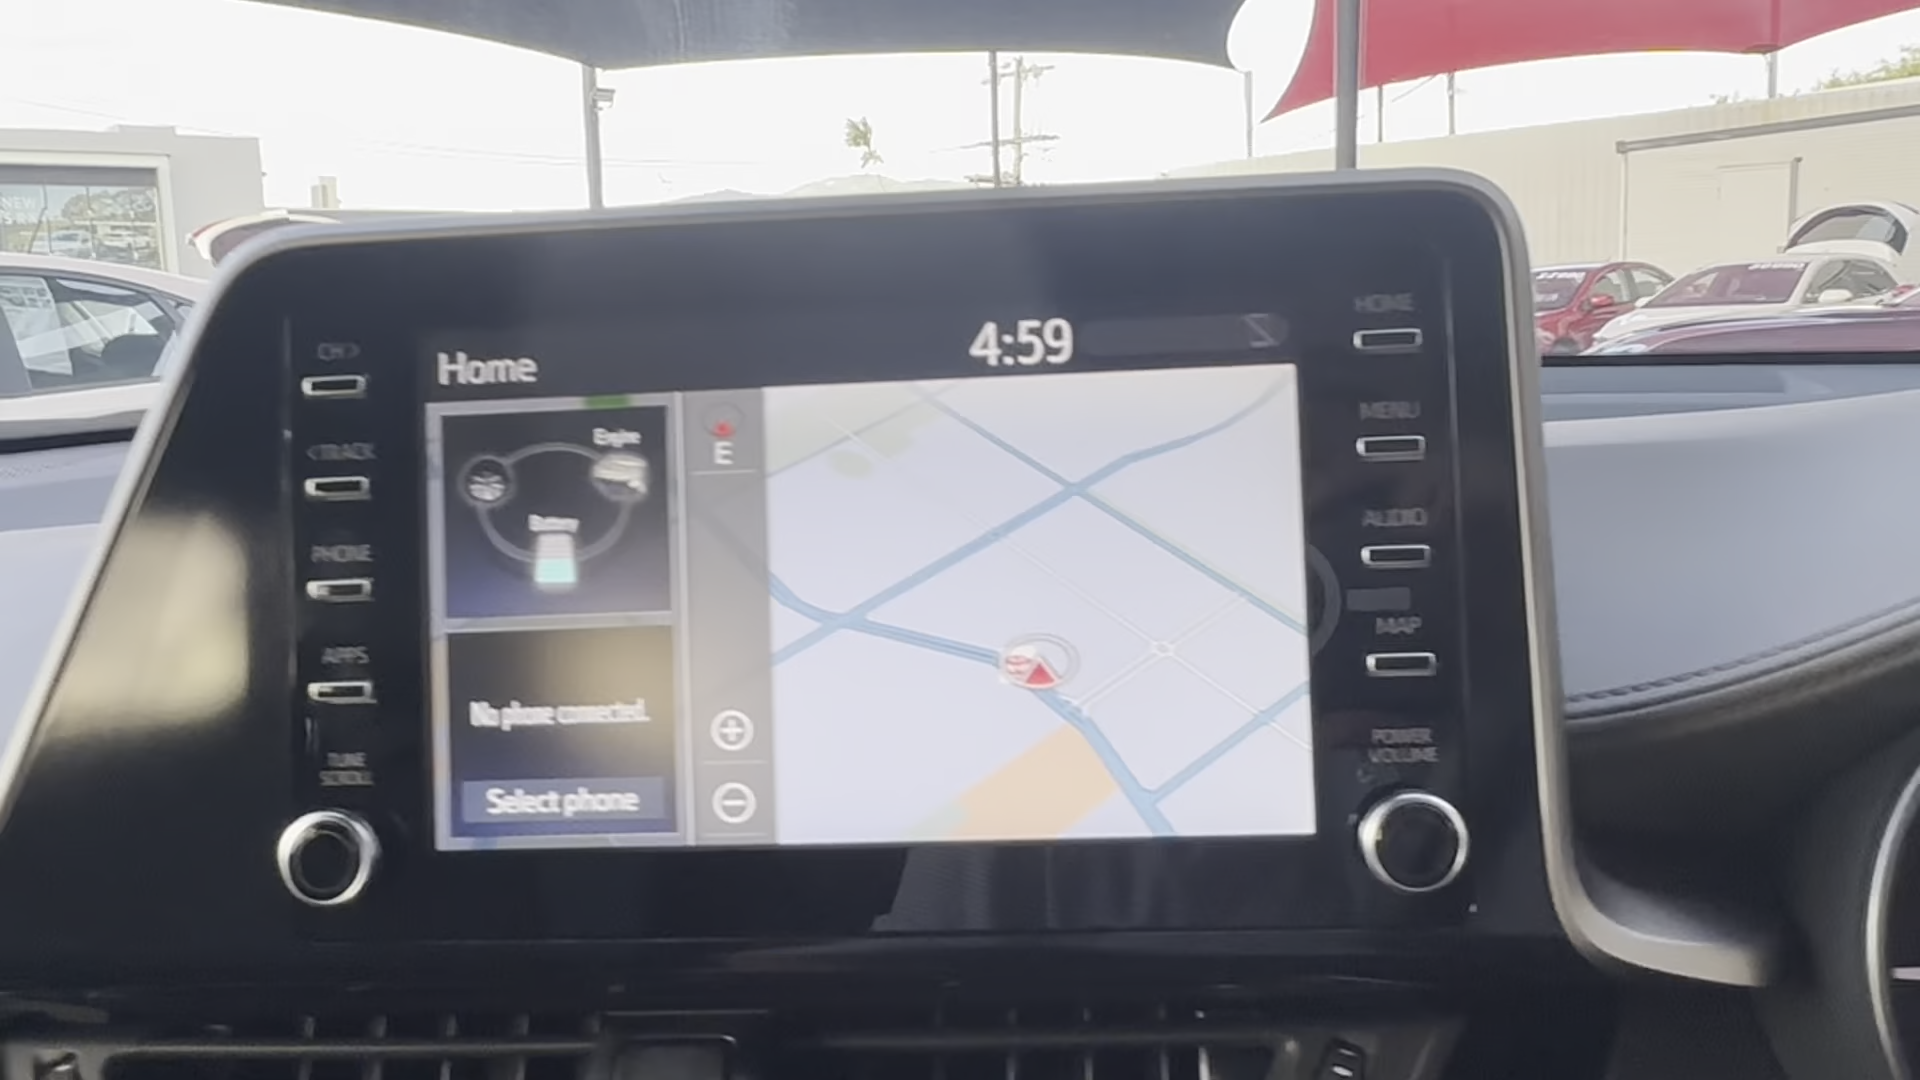 NEW
HOME
4:59
CH >
Home
MENU
Engine
E
< TRACK
AUDIO
Battery
PHONE
MAP
APPS
No phone connected.
POWER
VOLUME
TUNE
SCROLL
Select phone